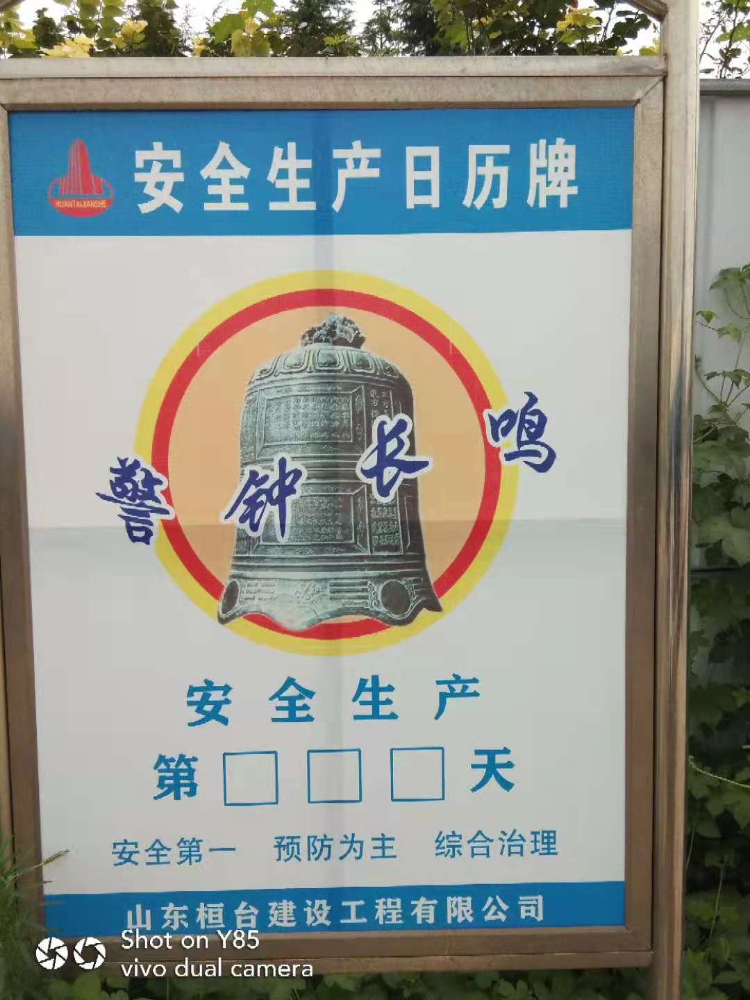 安全生产日历牌
HUANTAIJIANSHE
警钟长鸣
安全生产
第□□□天
安全第一 预防为主 综合治理
山东桓台建设工程有限公司
Shot on Y85
vivo dual camera